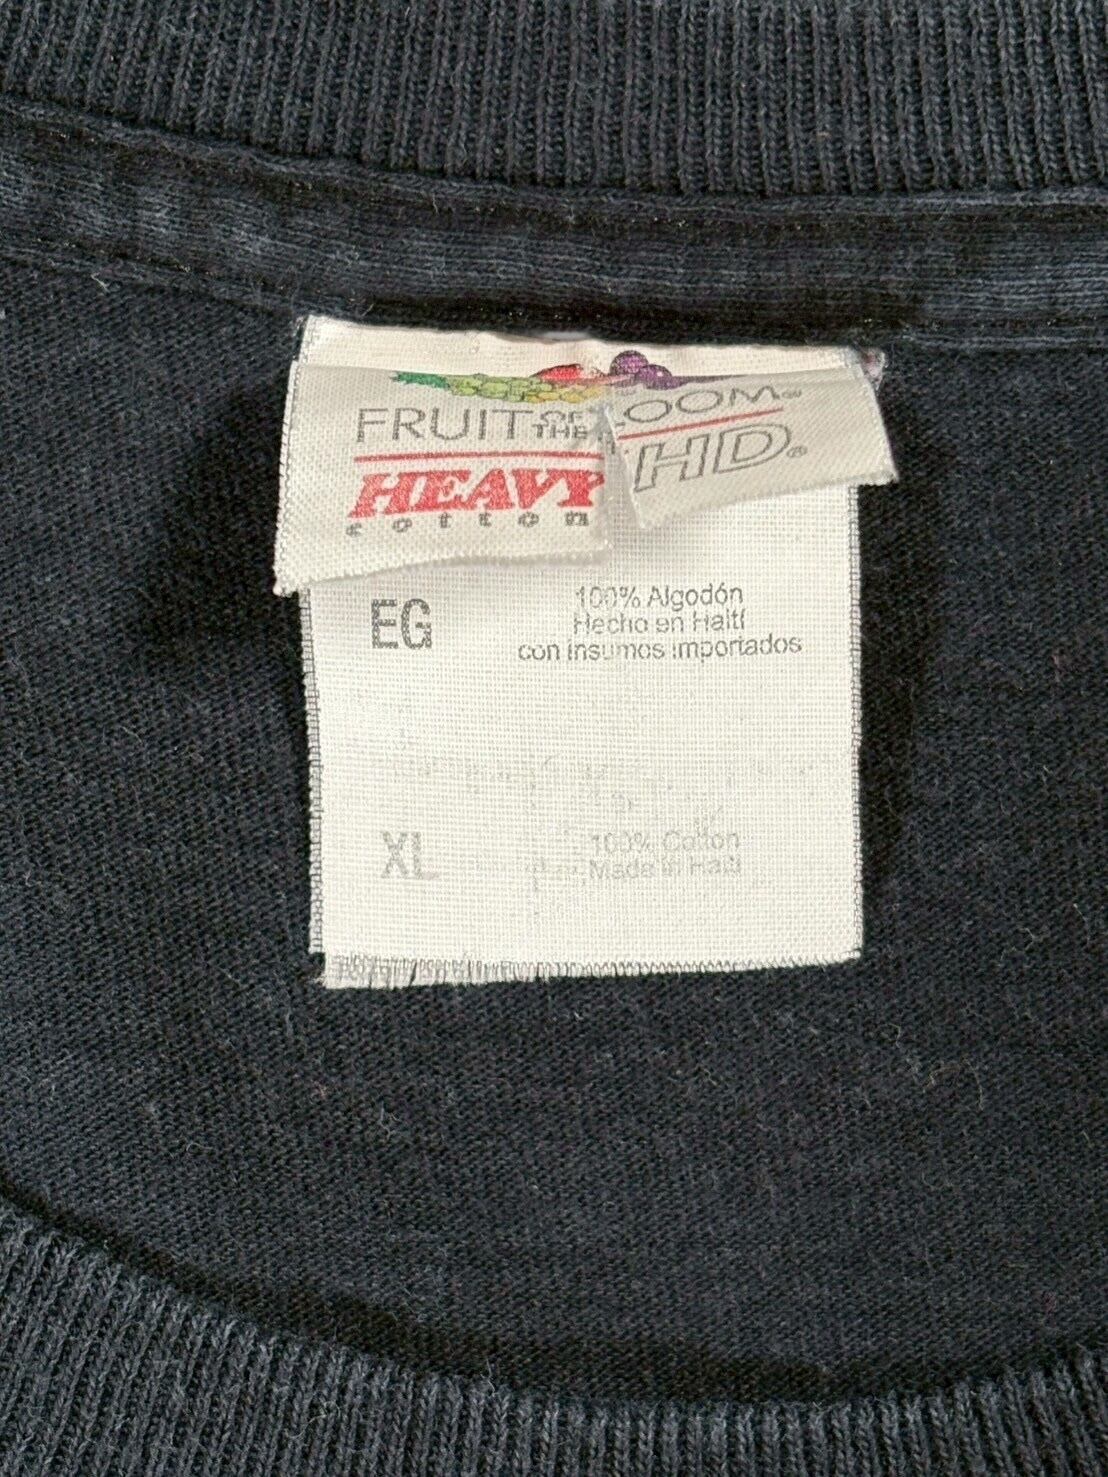 FRUIT OF THE LOOM®
HEAVY HD®
cotton
EG
100% Algodón
Hecho en Haití
con insumos importados
XL
100% Cotton
Made in Haiti